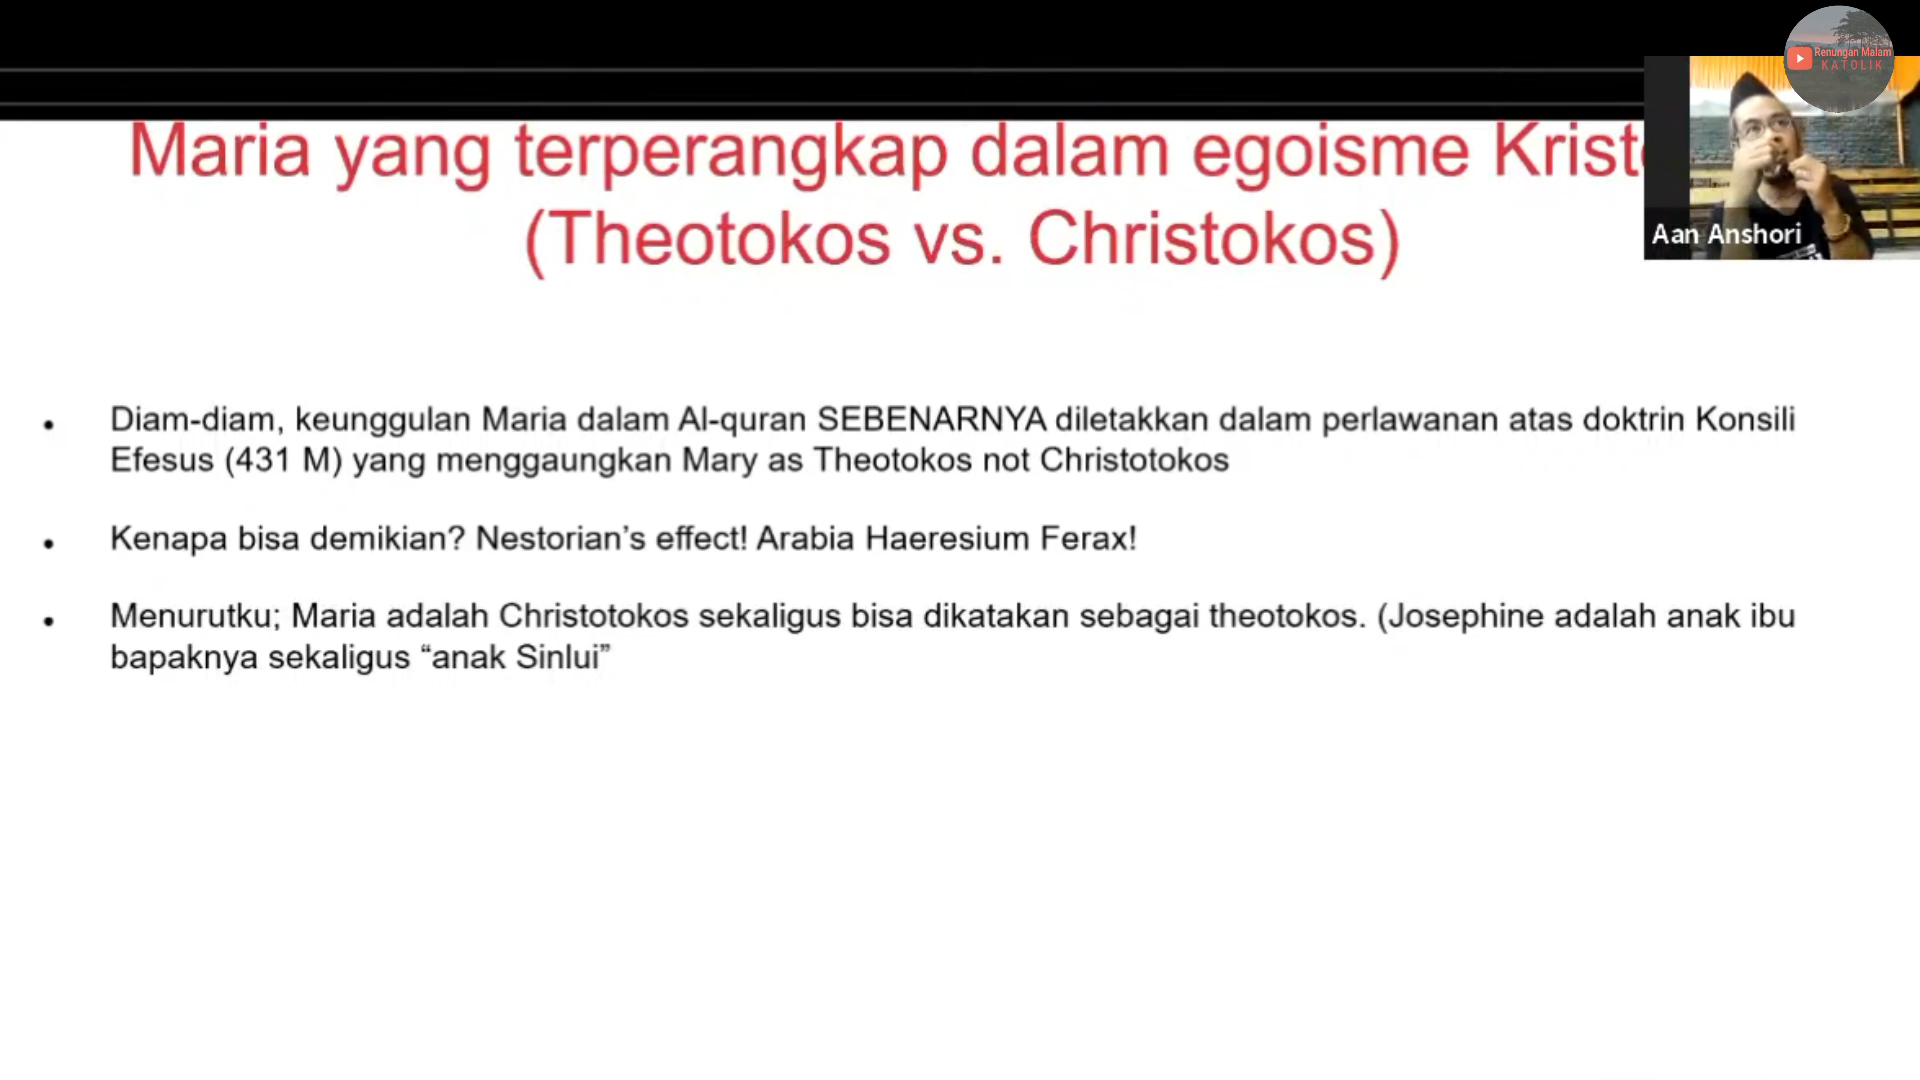 Renungan Malam
KATOLIK
Maria yang terperangkap dalam egoisme
(Theotokos vs. Christokos)
Aan Anshori
Diam-diam, keunggulan Maria dalam Al-quran SEBENARNYA diletakkan dalam perlawanan atas doktrin Konsili
Efesus (431 M) yang menggaungkan Mary as Theotokos not Christotokos
Kenapa bisa demikian? Nestorian’s effect! Arabia Haeresium Ferax!
Menurutku; Maria adalah Christotokos sekaligus bisa dikatakan sebagai theotokos. (Josephine adalah anak ibu
bapaknya sekaligus “anak Sinlui”